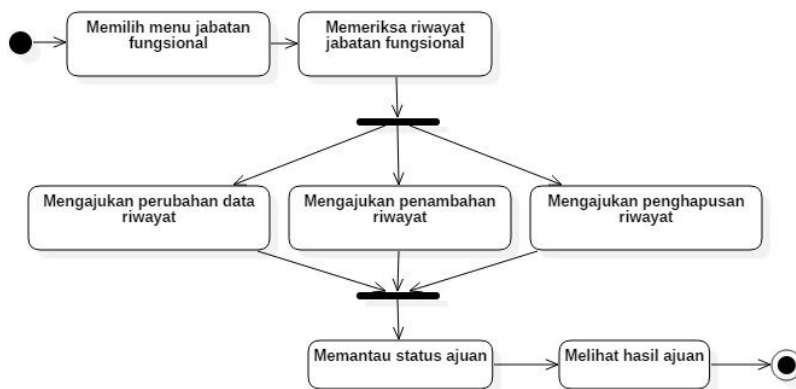 Memilih menu jabatan
fungsional
Memeriksa riwayat
jabatan fungsional
Mengajukan perubahan data
riwayat
Mengajukan penambahan
riwayat
Mengajukan penghapusan
riwayat
Memantau status ajuan
Melihat hasil ajuan